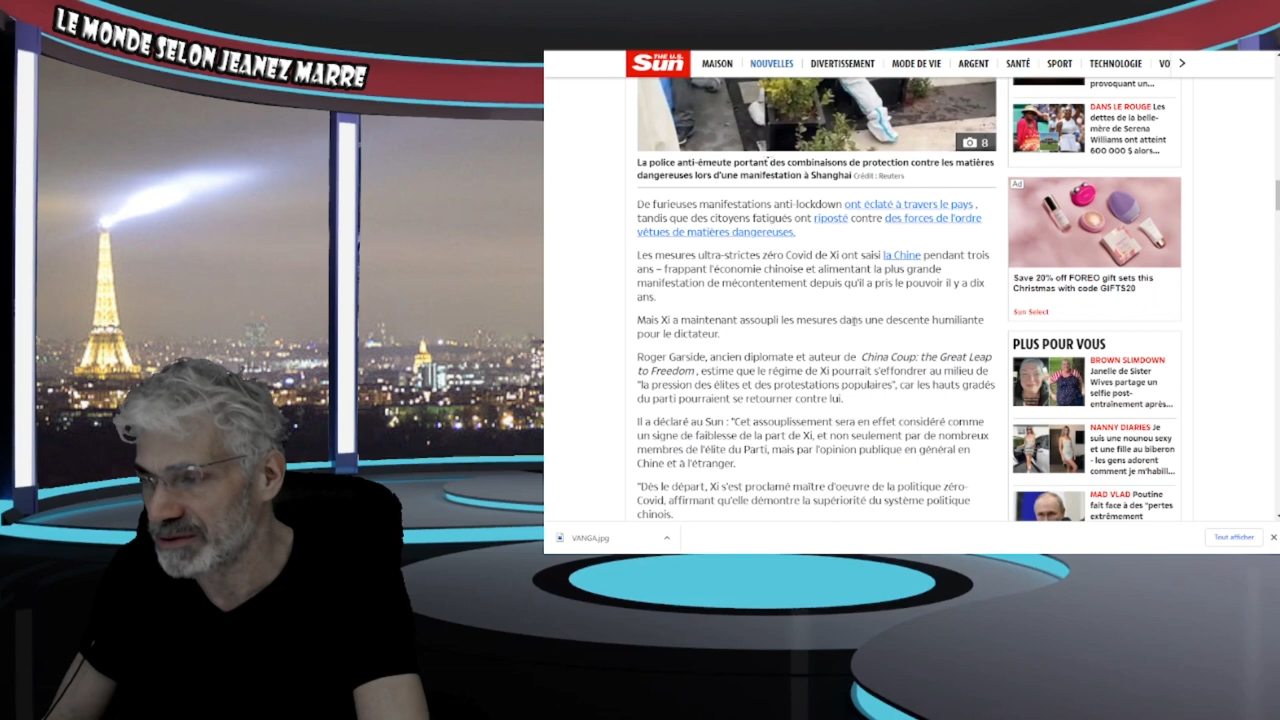 LE MONDE SELON JEANEZ MARRE
THE U.S.
Sun
MAISON
NOUVELLES
DIVERTISSEMENT
MODE DE VIE
ARGENT
SANTÉ
SPORT
TECHNOLOGIE
VO
8
La police anti-émeute portant des combinaisons de protection contre les matières
dangereuses lors d'une manifestation à Shanghai Crédit : Reuters
De furieuses manifestations anti-lockdown ont éclaté à travers le pays ,
tandis que des citoyens fatigués ont riposté contre des forces de l'ordre
vêtues de matières dangereuses.
Les mesures ultra-strictes zéro Covid de Xi ont saisi la Chine pendant trois
ans – frappant l'économie chinoise et alimentant la plus grande
manifestation de mécontentement depuis qu'il a pris le pouvoir il y a dix
ans.
Mais Xi a maintenant assoupli les mesures dans une descente humiliante
pour le dictateur.
Roger Garside, ancien diplomate et auteur de China Coup: the Great Leap
to Freedom , estime que le régime de Xi pourrait s'effondrer au milieu de
"la pression des élites et des protestations populaires", car les hauts gradés
du parti pourraient se retourner contre lui.
Il a déclaré au Sun : "Cet assouplissement sera en effet considéré comme
un signe de faiblesse de la part de Xi, et non seulement par de nombreux
membres de l'élite du Parti, mais par l'opinion publique en général en
Chine et à l'étranger.
"Dès le départ, Xi s'est proclamé maître d'oeuvre de la politique zéro-
Covid, affirmant qu'elle démontre la supériorité du système politique
chinois.
provoquant un...
DANS LE ROUGE Les
dettes de la belle-
mère de Serena
Williams ont atteint
600 000 $ alors...
Ad
Save 20% off FOREO gift sets this
Christmas with code GIFTS20
Sun Select
PLUS POUR VOUS
BROWN SLIMDOWN
Janelle de Sister
Wives partage un
selfie post-
entraînement après...
NANNY DIARIES Je
suis une nounou sexy
et une fille au biberon
- les gens adorent
comment je m'habill...
MAD VLAD Poutine
fait face à des "pertes
extrêmement
VANGA.jpg
Tout afficher